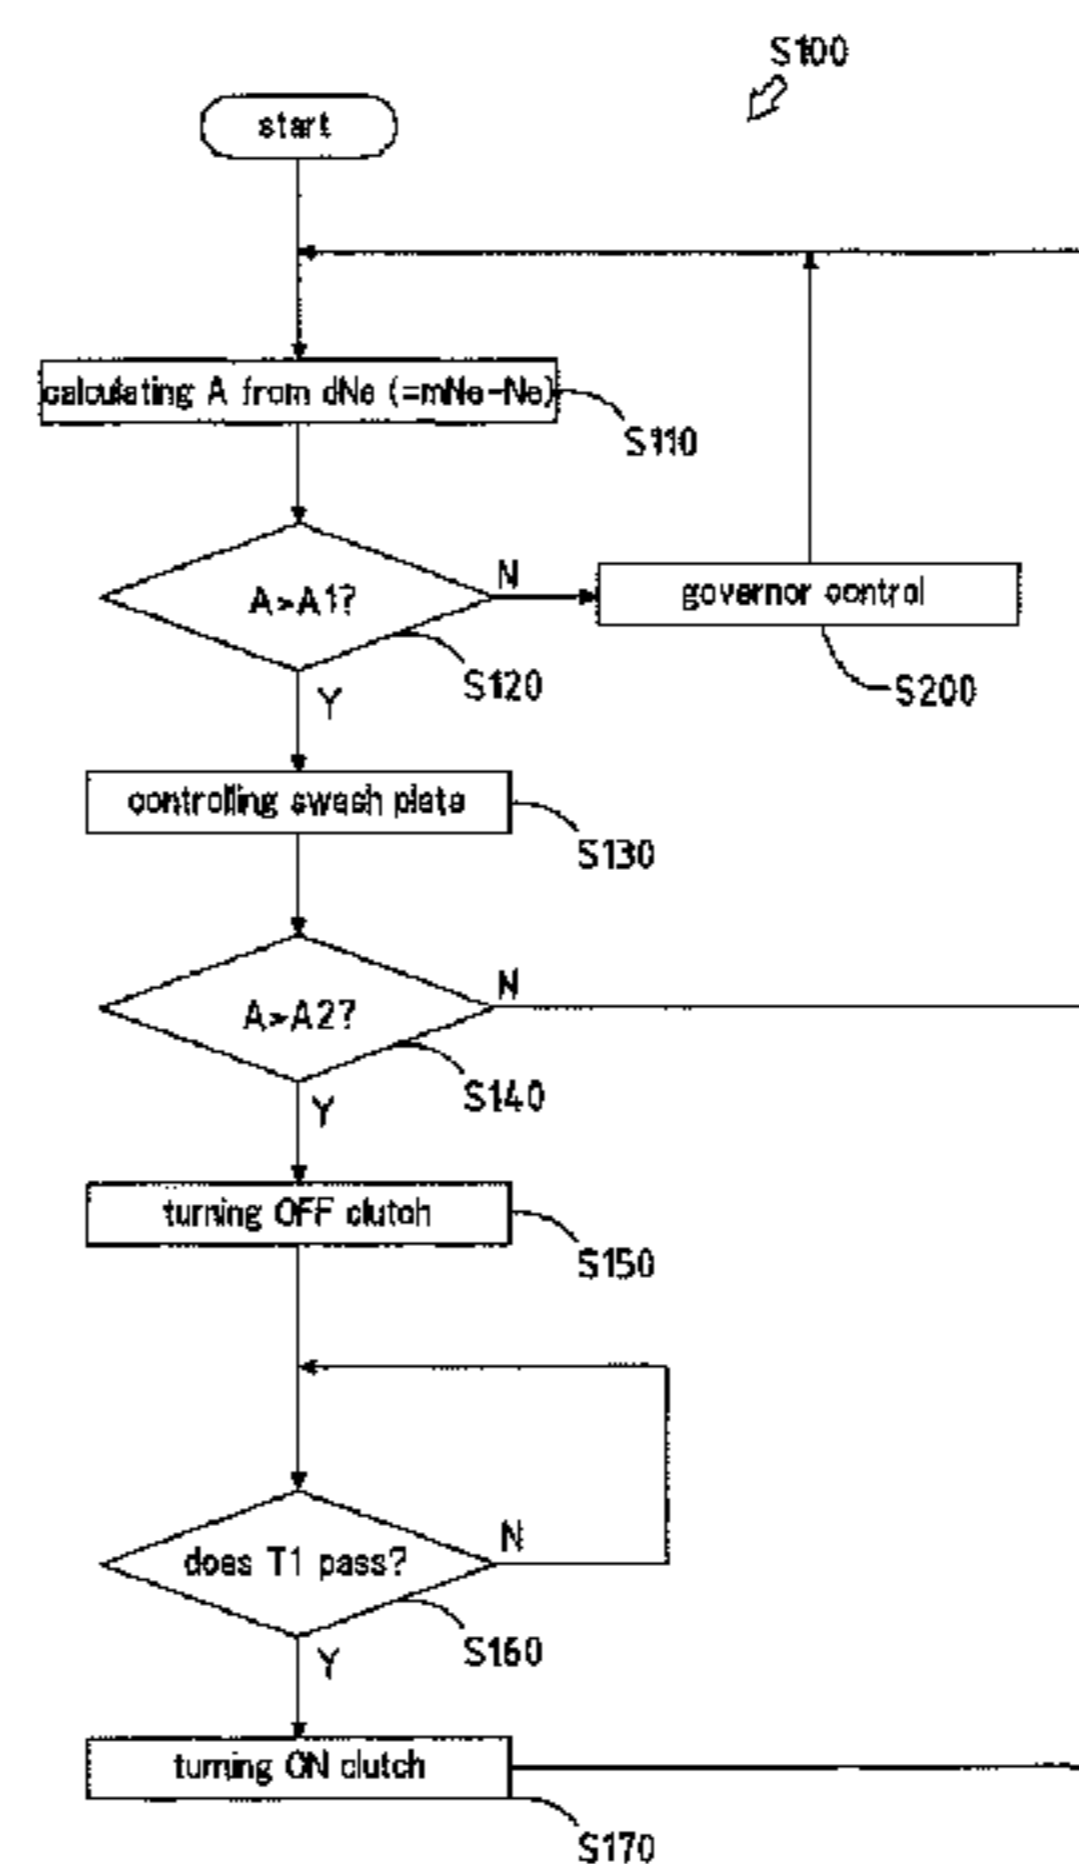 S100
start
calculating A from dNe (=mNe-Ne)
S110
A>A1?
N
governor control
S120
Y
S200
controlling swash plate
S130
A>A2?
N
S140
Y
turning OFF clutch
S150
does T1 pass?
N
S160
Y
turning ON clutch
S170